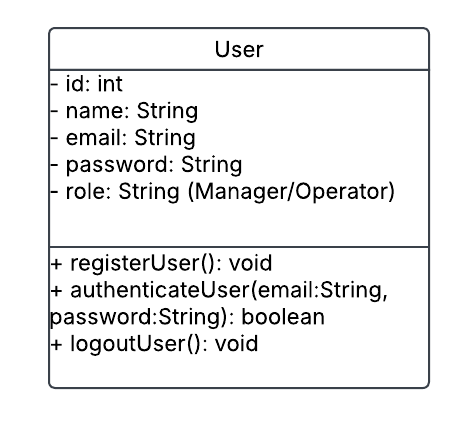 User
- id: int
- name: String
- email: String
- password: String
- role: String (Manager/Operator)
+ registerUser(): void
+ authenticateUser(email:String,
password:String): boolean
+ logoutUser(): void